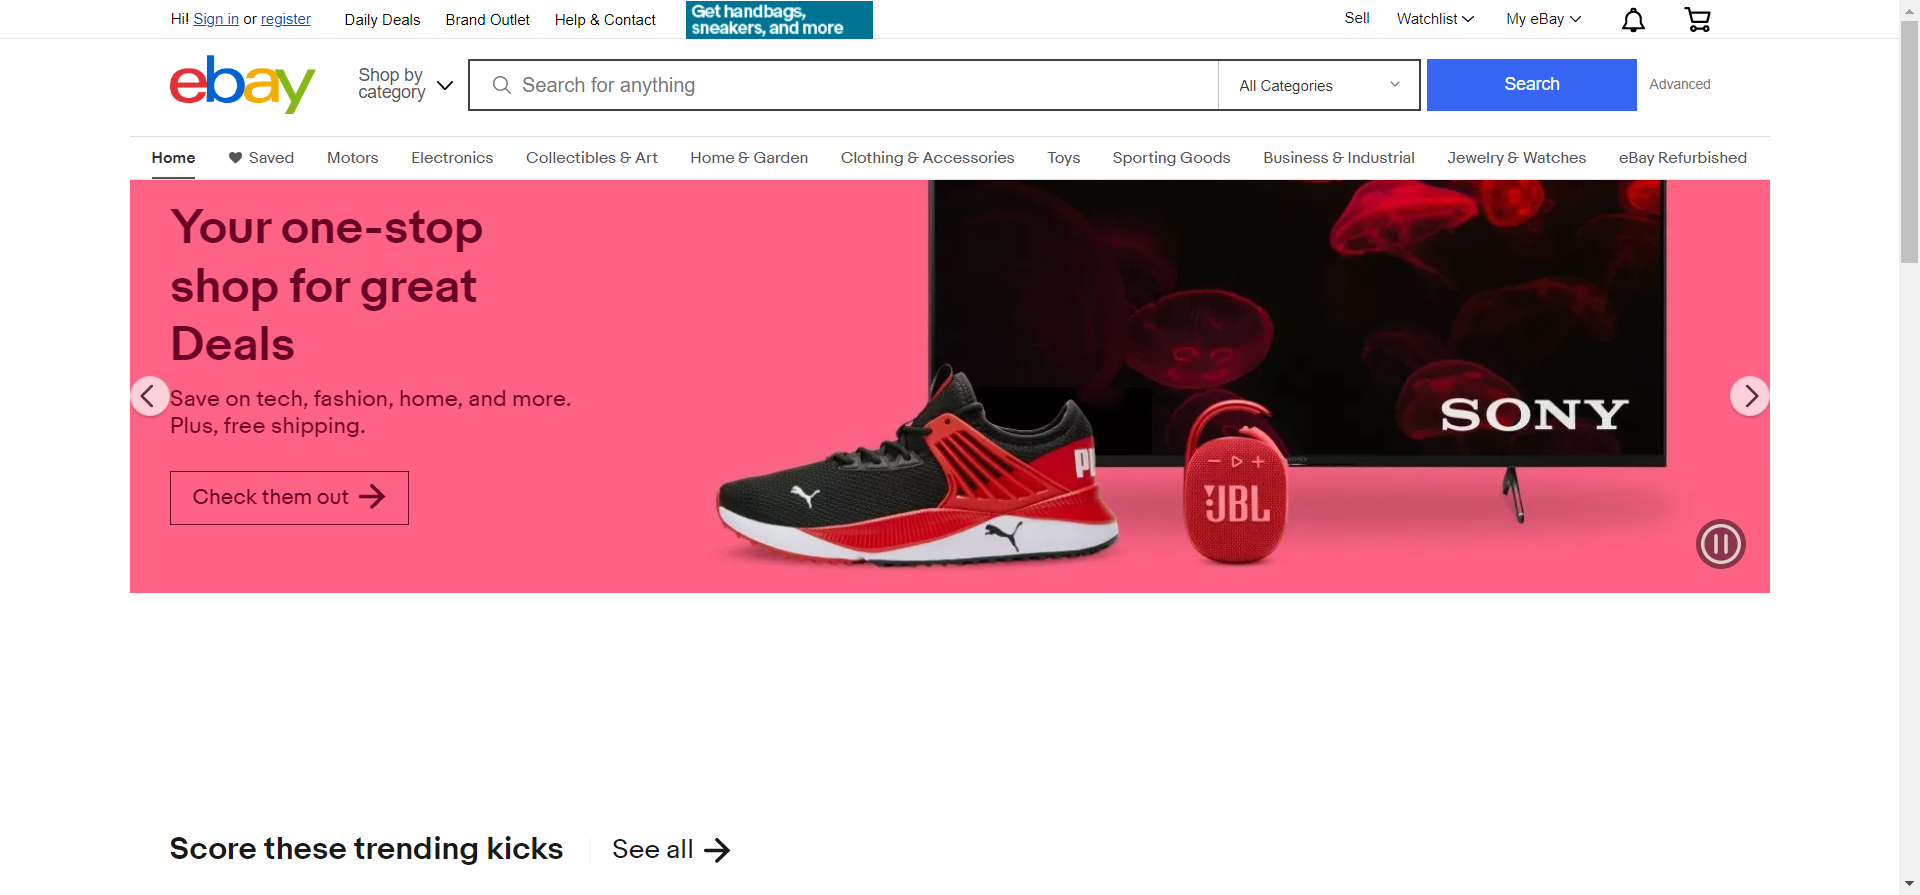 Hi! Sign in or register
Daily Deals
Brand Outlet
Help & Contact
Get handbags,
sneakers, and more
Sell
Watchlist
My eBay
ebay
Shop by
category
Search for anything
All Categories
Search
Advanced
Home
Saved
Motors
Electronics
Collectibles & Art
Home & Garden
Clothing & Accessories
Toys
Sporting Goods
Business & Industrial
Jewelry & Watches
eBay Refurbished
Your one-stop
shop for great
Deals
Save on tech, fashion, home, and more.
Plus, free shipping.
Check them out
SONY
JBL
Score these trending kicks
See all